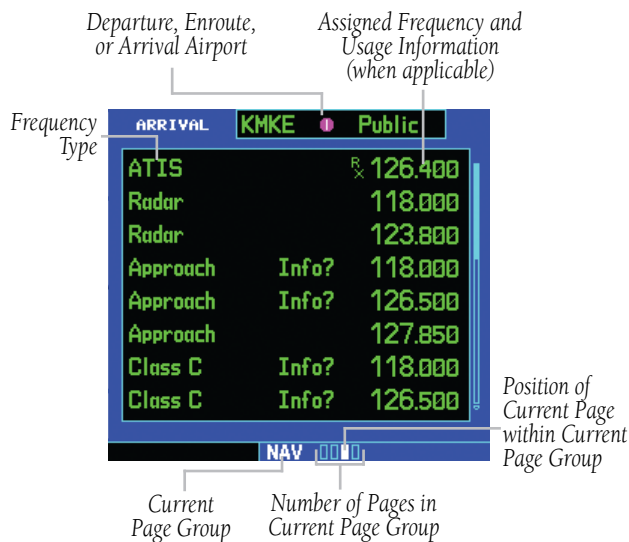 Departure, Enroute,
or Arrival Airport
Assigned Frequency and
Usage Information
(when applicable)
Frequency
Type
ARRIVAL KMKE Public
ATIS Rx 126.400
Radar 118.000
Radar 123.800
Approach Info? 118.000
Approach Info? 126.500
Approach 127.850
Class C Info? 118.000
Class C Info? 126.500
NAV
Position of
Current Page
within Current
Page Group
Current
Page Group
Number of Pages in
Current Page Group